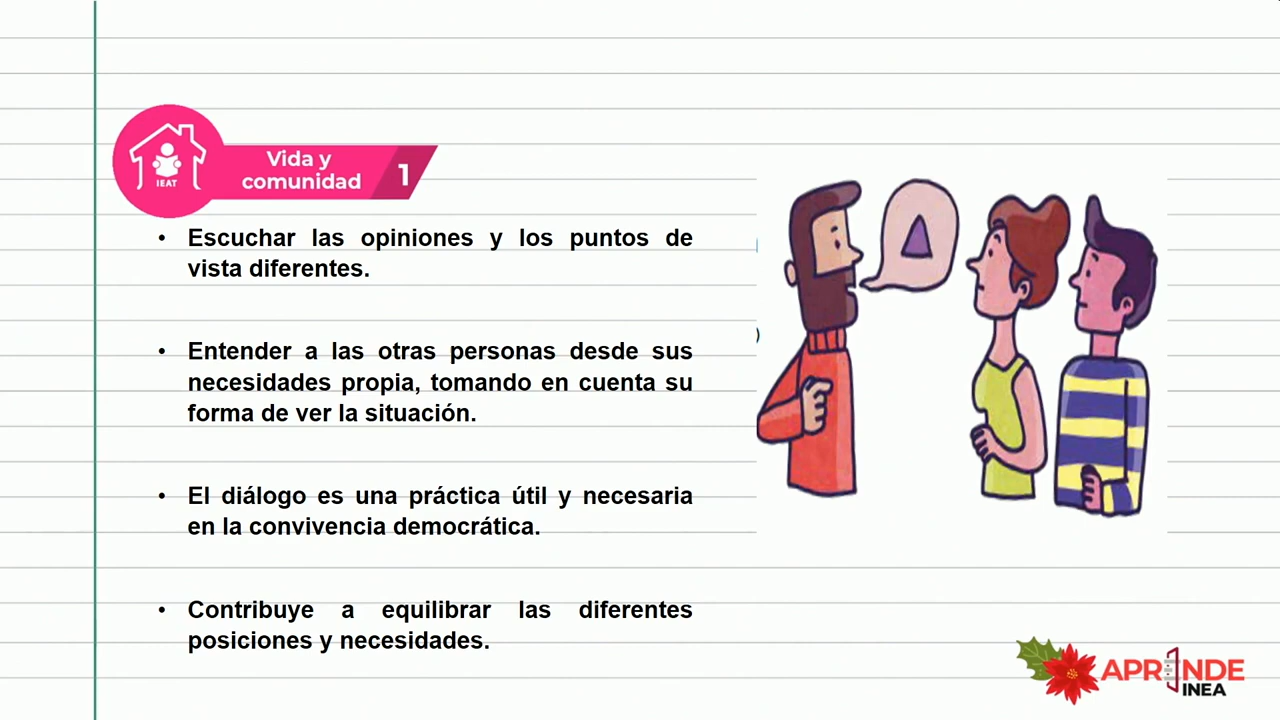 Vida y
comunidad
1
IEAT
• Escuchar las opiniones y los puntos de
vista diferentes.
• Entender a las otras personas desde sus
necesidades propia, tomando en cuenta su
forma de ver la situación.
• El diálogo es una práctica útil y necesaria
en la convivencia democrática.
• Contribuye a equilibrar las diferentes
posiciones y necesidades.
APRENDE
INEA